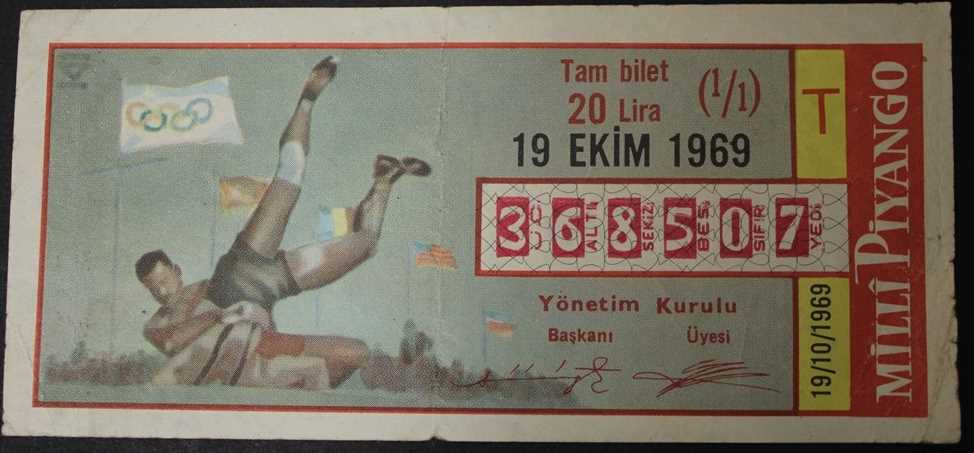 Tam bilet (1/1)
20 Lira
19 EKİM 1969
3 ÜÇ 6 ALTI 8 SEKİZ 5 BEŞ 0 SIFIR 7 YEDİ
Yönetim Kurulu
Başkanı Üyesi
T
19/10/1969
MİLLÎ PİYANGO